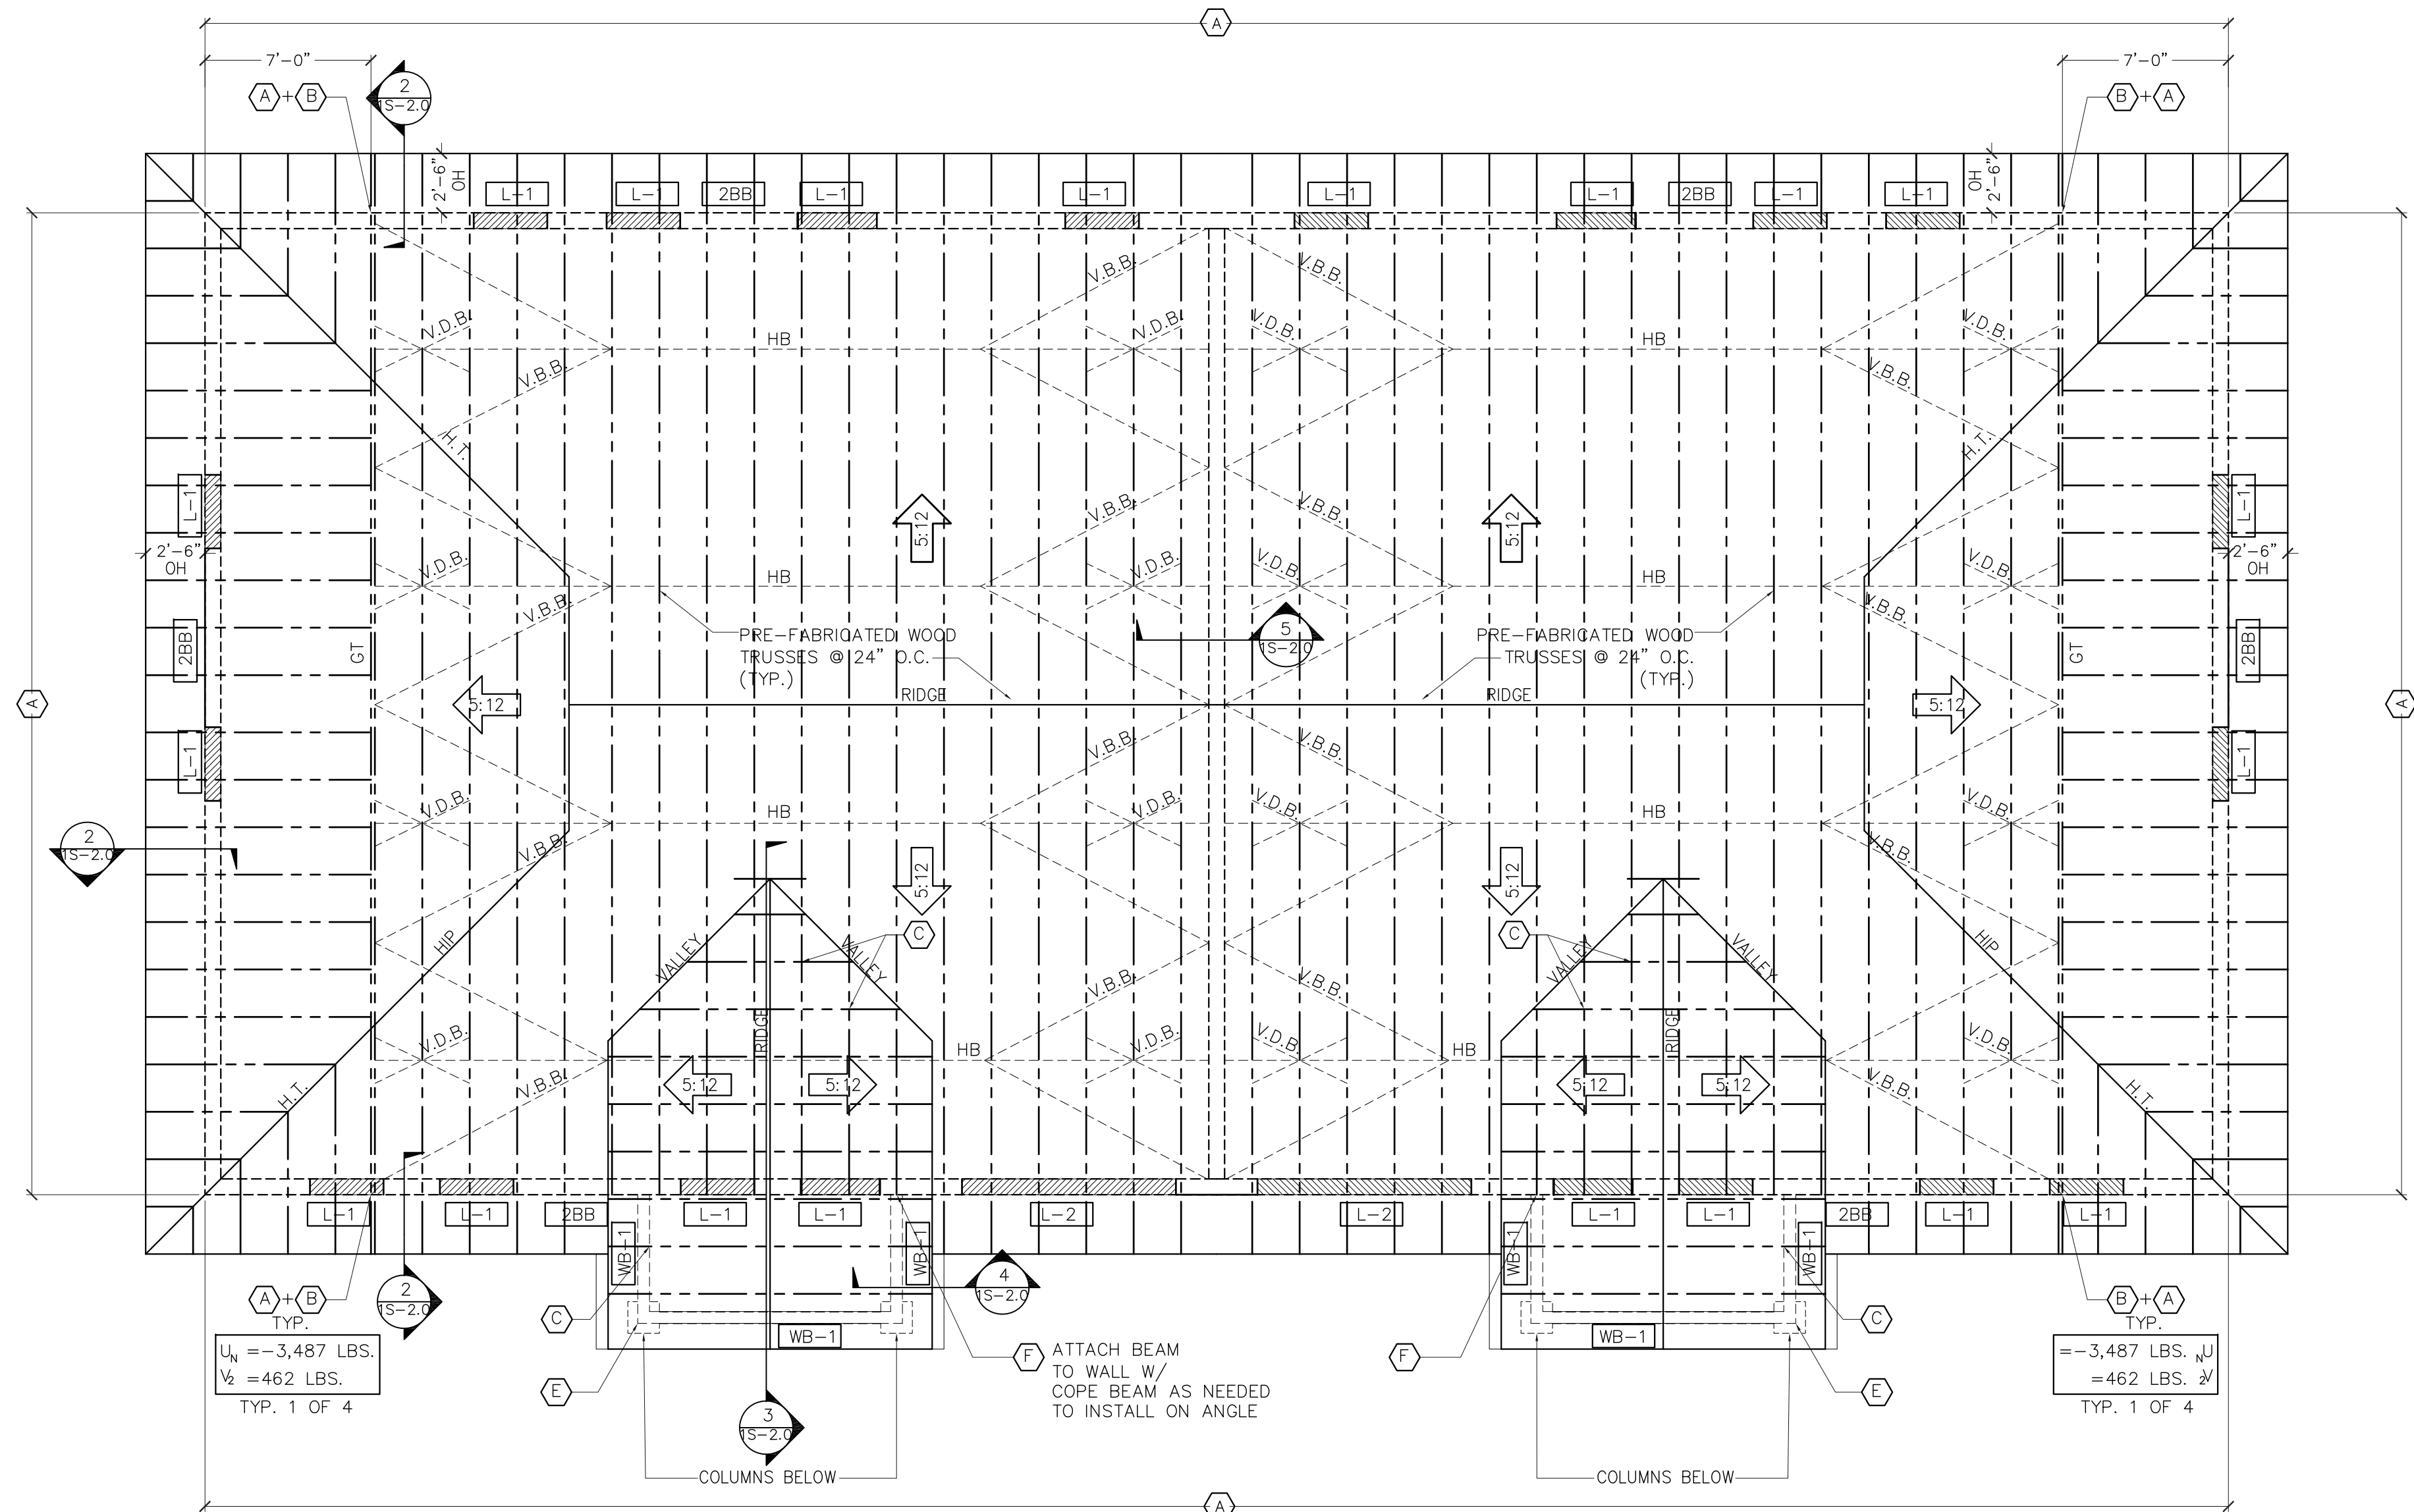 A
7'-0"
7'-0"
A + B
2
1S-2.0
B + A
2'-6"
OH
L-1
L-1
2BB
L-1
L-1
L-1
L-1
2BB
L-1
L-1
OH
2'-6"
V.B.B.
V.B.B.
V.D.B.
V.D.B.
V.D.B.
V.D.B.
HB
HB
V.B.B.
V.B.B.
H.T.
H.T.
L-1
V.B.B.
V.B.B.
5:12
5:12
L-1
2'-6"
OH
V.D.B.
V.D.B.
V.D.B.
V.D.B.
2'-6"
OH
HB
HB
V.B.B.
V.B.B.
2BB
GT
PRE-FABRICATED WOOD
TRUSSES @ 24" O.C.
(TYP.)
5
1S-2.0
PRE-FABRICATED WOOD
TRUSSES @ 24" O.C.
(TYP.)
GT
2BB
A
5:12
RIDGE
RIDGE
5:12
A
L-1
V.B.B.
V.B.B.
L-1
V.D.B.
V.D.B.
V.D.B.
V.D.B.
HB
HB
2
1S-2.0
V.B.B.
V.B.B.
5:12
5:12
HIP
VALLEY
VALLEY
C
C
VALLEY
VALLEY
HIP
V.B.B.
V.B.B.
RIDGE
RIDGE
V.D.B.
V.D.B.
V.D.B.
V.D.B.
HB
HB
H.T.
V.B.B.
5:12
5:12
5:12
5:12
V.B.B.
H.T.
L-1
L-1
2BB
L-1
L-1
L-2
L-2
L-1
L-1
2BB
L-1
L-1
WB-1
WB-1
WB-1
WB-1
A + B
TYP.
2
1S-2.0
4
1S-2.0
B + A
TYP.
C
C
WB-1
WB-1
U_N =-3,487 LBS.
V_2 =462 LBS.
TYP. 1 OF 4
F
ATTACH BEAM
TO WALL W/
COPE BEAM AS NEEDED
TO INSTALL ON ANGLE
F
=-3,487 LBS. _NU
=462 LBS. _2V
TYP. 1 OF 4
E
E
3
1S-2.0
COLUMNS BELOW
COLUMNS BELOW
A